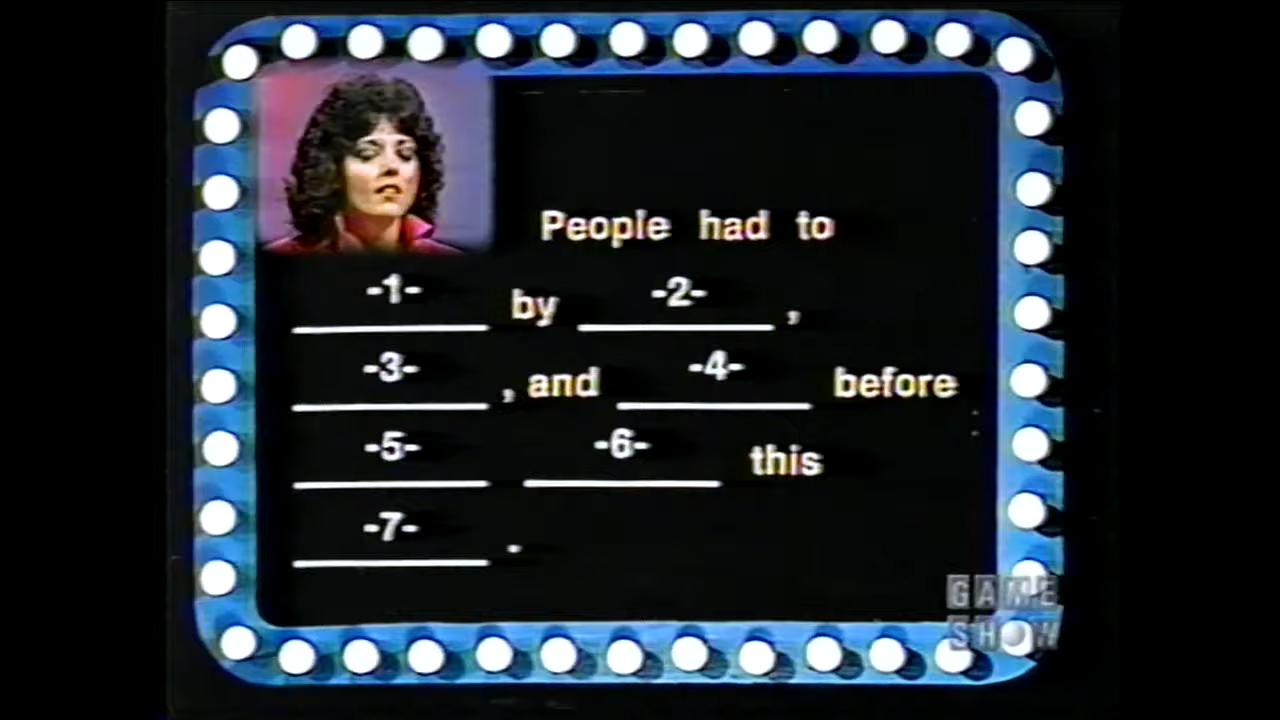 People had to
-1- by -2- ,
-3- , and -4- before
-5- -6- this
-7- .
GAME
SHOW